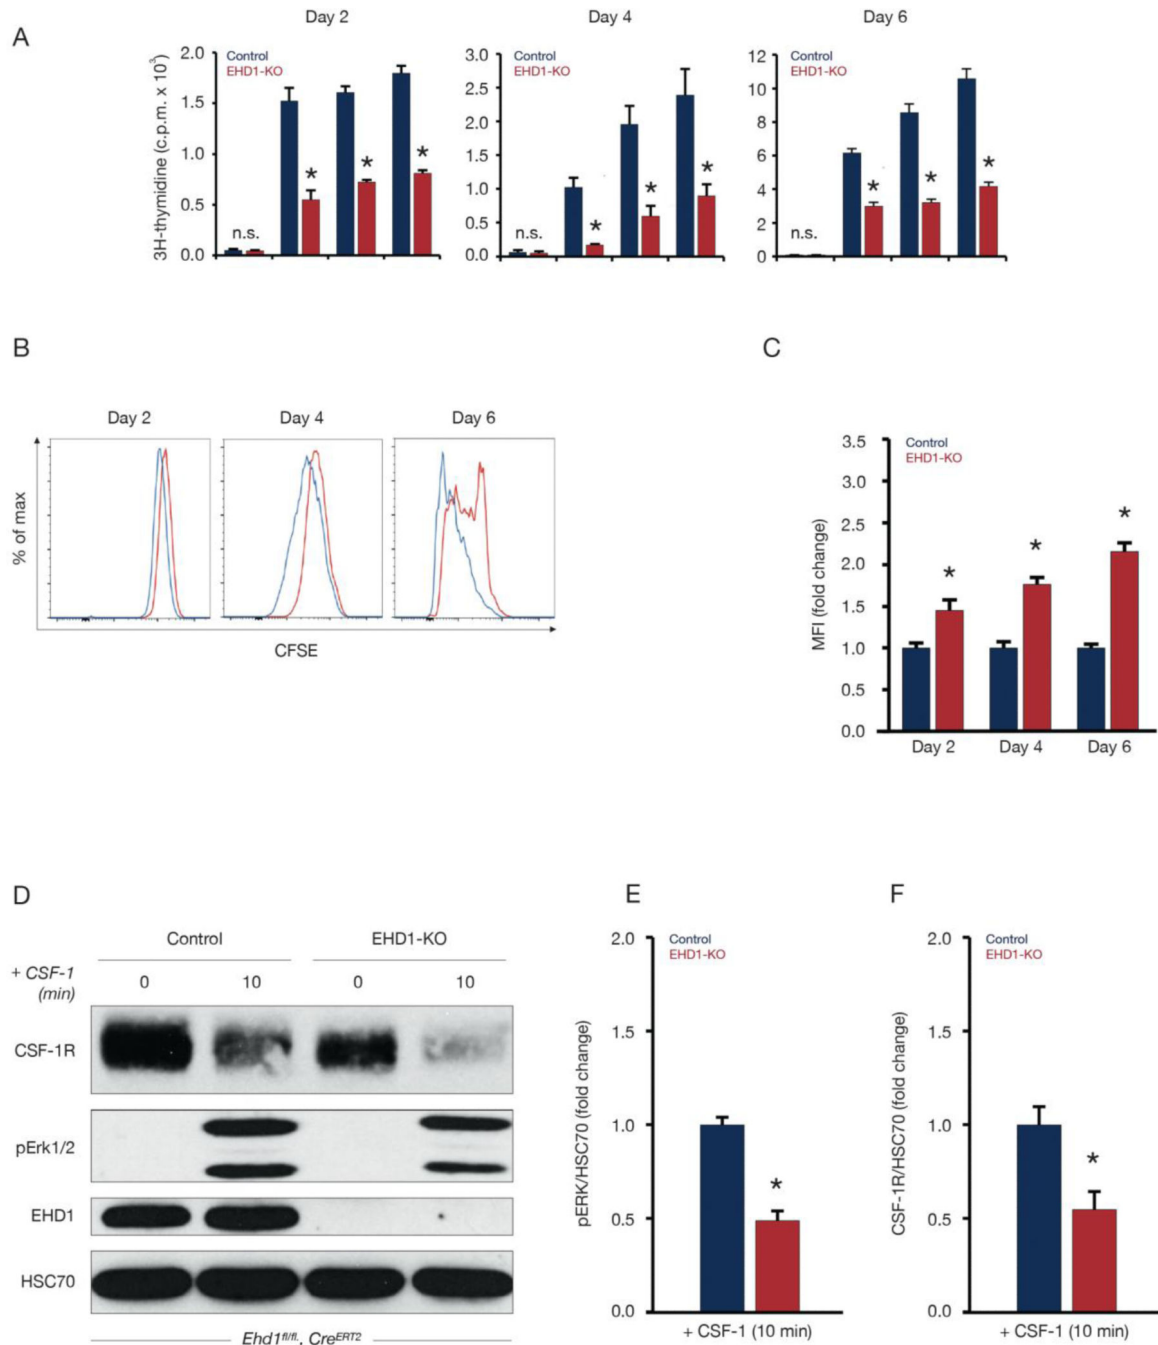 A
Day 2
Day 4
Day 6
3H-thymidine (c.p.m. x 10³)
Control
EHD1-KO
2.0
1.5
1.0
0.5
0.0
n.s.
*
*
*
Control
EHD1-KO
3.0
2.5
2.0
1.5
1.0
0.5
0.0
n.s.
*
*
*
Control
EHD1-KO
12
10
8
6
4
2
0
n.s.
*
*
*
B
Day 2
Day 4
Day 6
% of max
CFSE
C
MFI (fold change)
Control
EHD1-KO
3.5
3.0
2.5
2.0
1.5
1.0
0.5
0.0
*
*
*
Day 2
Day 4
Day 6
D
Control
EHD1-KO
+ CSF-1
(min)
0
10
0
10
CSF-1R
pErk1/2
EHD1
HSC70
Ehd1fl/fl. CreERT2
E
pERK/HSC70 (fold change)
Control
EHD1-KO
2.0
1.5
1.0
0.5
0.0
*
+ CSF-1 (10 min)
F
CSF-1R/HSC70 (fold change)
Control
EHD1-KO
2.0
1.5
1.0
0.5
0.0
*
+ CSF-1 (10 min)